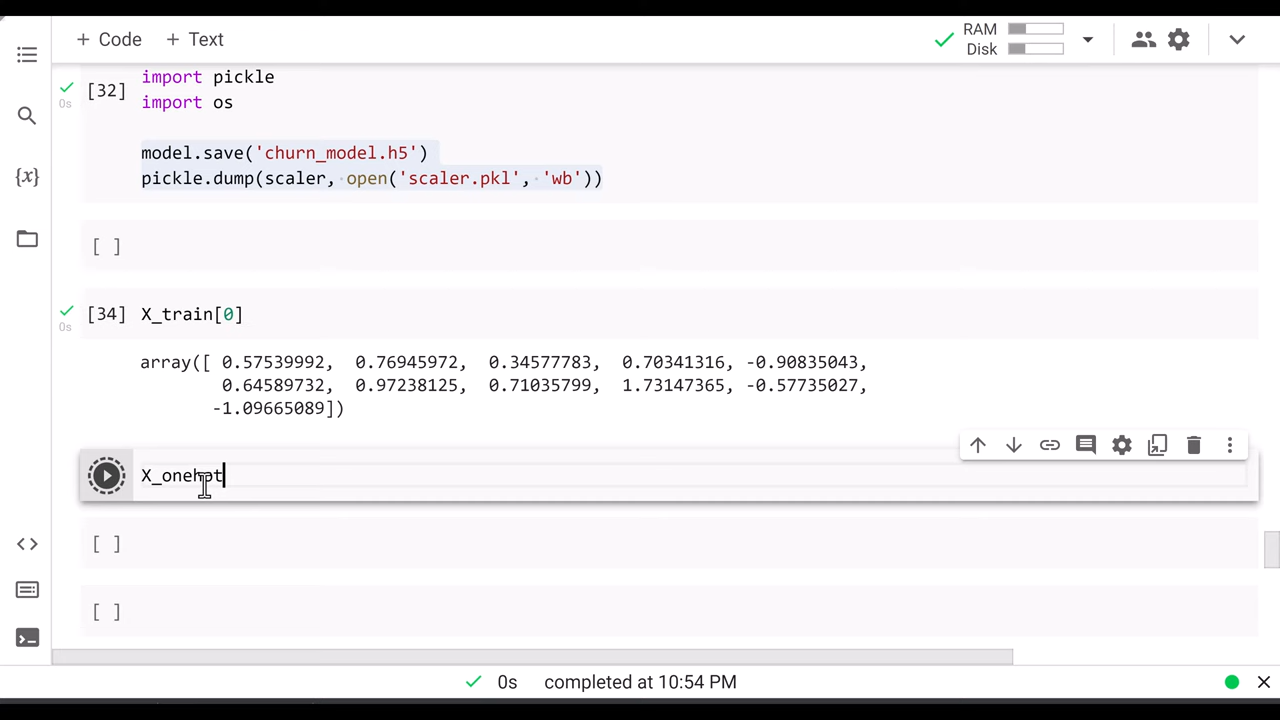 + Code + Text
RAM
Disk
import pickle
[32]
0s
import os
model.save('churn_model.h5')
pickle.dump(scaler, open('scaler.pkl', 'wb'))
[ ]
[34] X_train[0]
0s
array([ 0.57539992, 0.76945972, 0.34577783, 0.70341316, -0.90835043,
0.64589732, 0.97238125, 0.71035799, 1.73147365, -0.57735027,
-1.09665089])
X_onehot
[ ]
[ ]
{x}
0s completed at 10:54 PM